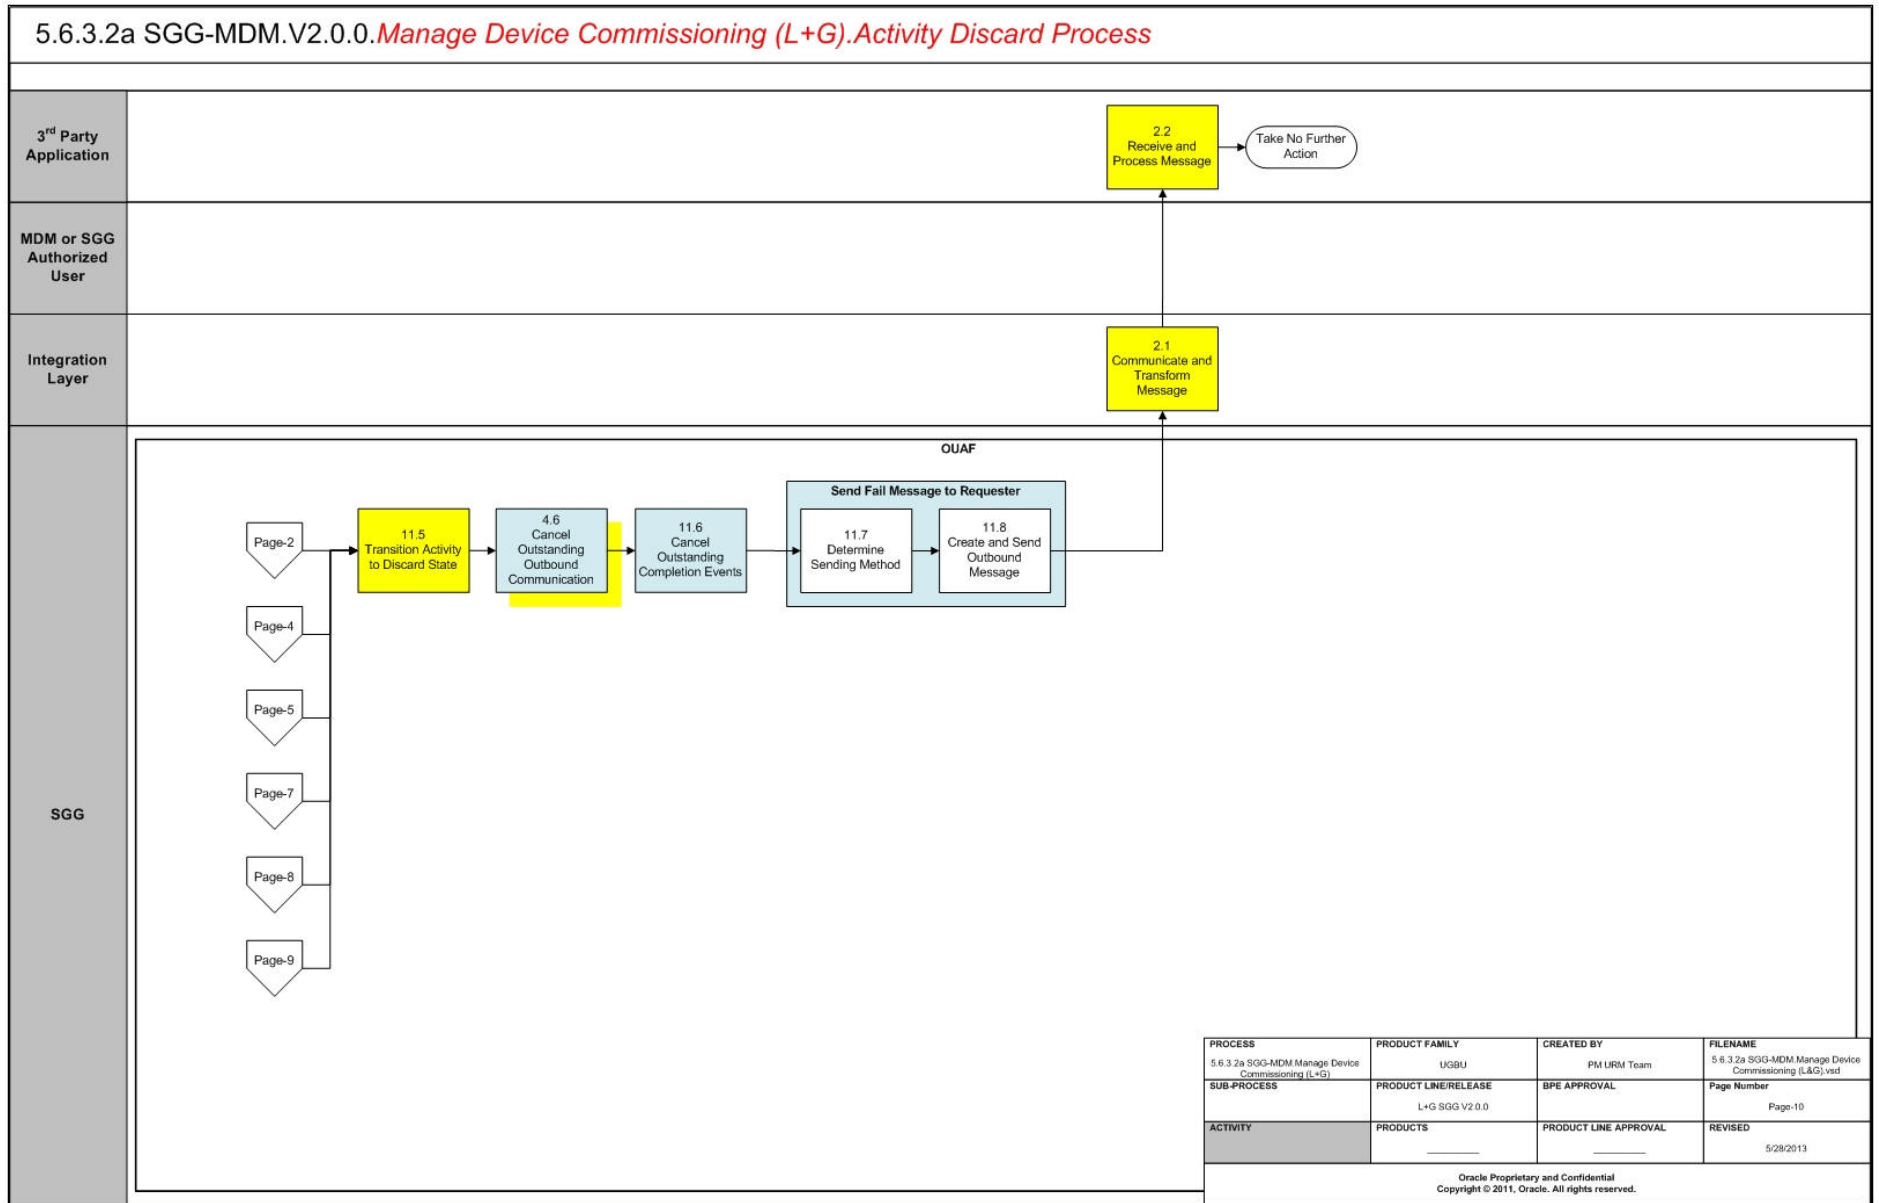 5.6.3.2a SGG-MDM.V2.0.0.Manage Device Commissioning (L+G).Activity Discard Process
3rd Party
Application
2.2
Receive and
Process Message
Take No Further
Action
MDM or SGG
Authorized
User
Integration
Layer
2.1
Communicate and
Transform
Message
SGG
OUAF
Page-2
Page-4
Page-5
Page-7
Page-8
Page-9
11.5
Transition Activity
to Discard State
4.6
Cancel
Outstanding
Outbound
Communication
11.6
Cancel
Outstanding
Completion Events
Send Fail Message to Requester
11.7
Determine
Sending Method
11.8
Create and Send
Outbound
Message
PROCESS
5.6.3.2a SGG-MDM.Manage Device
Commissioning (L+G)
PRODUCT FAMILY
UGBU
CREATED BY
PM URM Team
FILENAME
5.6.3.2a SGG-MDM.Manage Device
Commissioning (L&G).vsd
SUB-PROCESS
PRODUCT LINE/RELEASE
L+G SGG V2.0.0
BPE APPROVAL
Page Number
Page-10
ACTIVITY
PRODUCTS
PRODUCT LINE APPROVAL
REVISED
5/28/2013
Oracle Proprietary and Confidential
Copyright © 2011, Oracle. All rights reserved.